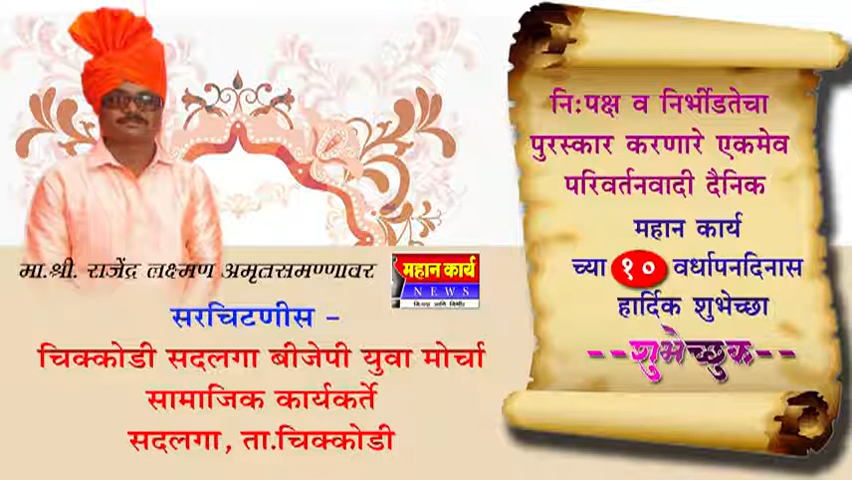 मा.श्री. राजेंद्र लक्ष्मण अमृतसमण्णावर
महान कार्य
NEWS
सरचिटणीस -
चिक्कोडी सदलगा बीजेपी युवा मोर्चा
सामाजिक कार्यकर्ते
सदलगा, ता.चिक्कोडी
नि:पक्ष व निर्भीडतेचा
पुरस्कार करणारे एकमेव
परिवर्तनवादी दैनिक
महान कार्य
च्या १० वर्धापनदिनास
हार्दिक शुभेच्छा
--शुभेच्छुक--